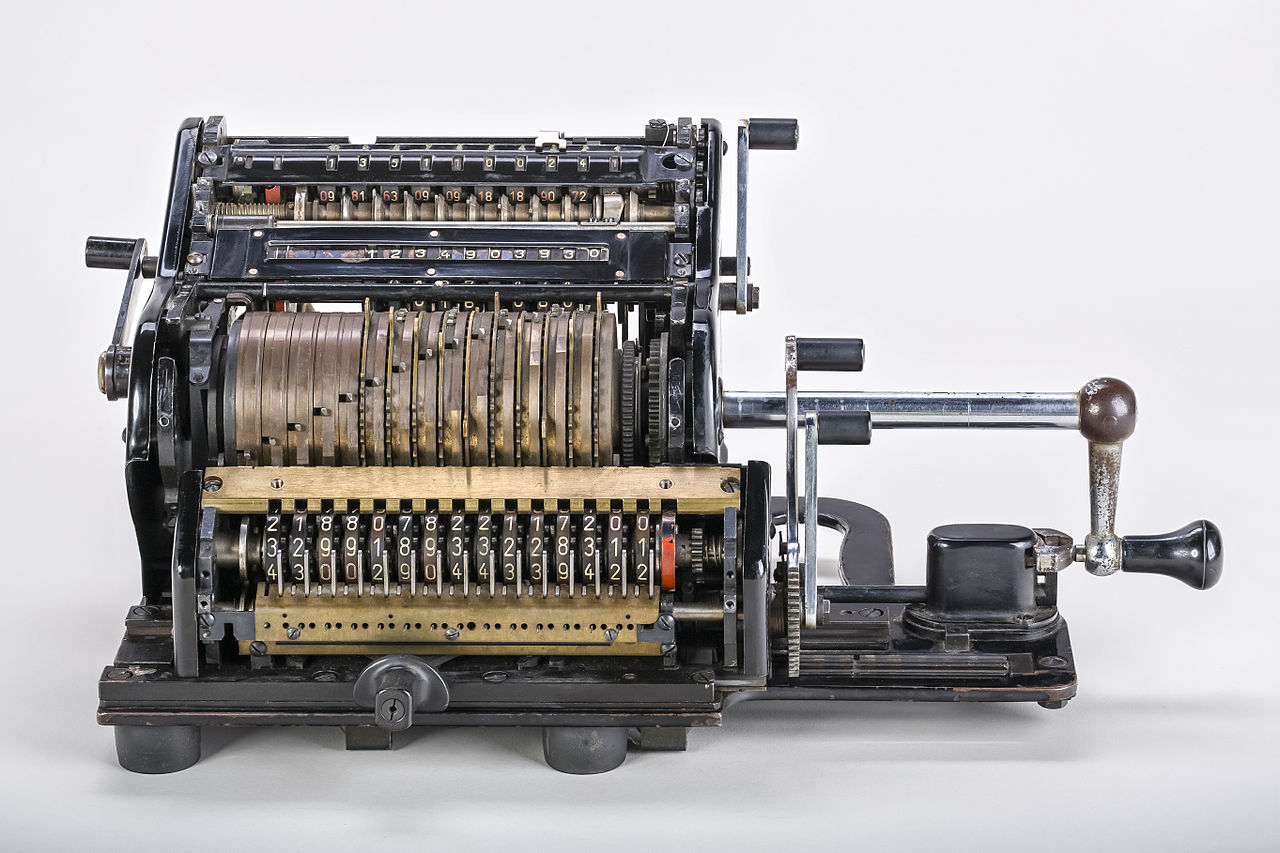 1 3 5 1 1 0 0 2 4 1
09 81 63 09 09 18 18 90 72
1 2 3 4 9 0 3 9 3 0
2 1 8 8 0 7 8 2 2 1 1 7 2 0 0
3 2 9 9 1 8 9 3 3 2 2 8 3 1 1
4 3 0 0 2 9 0 4 4 3 3 9 4 2 2